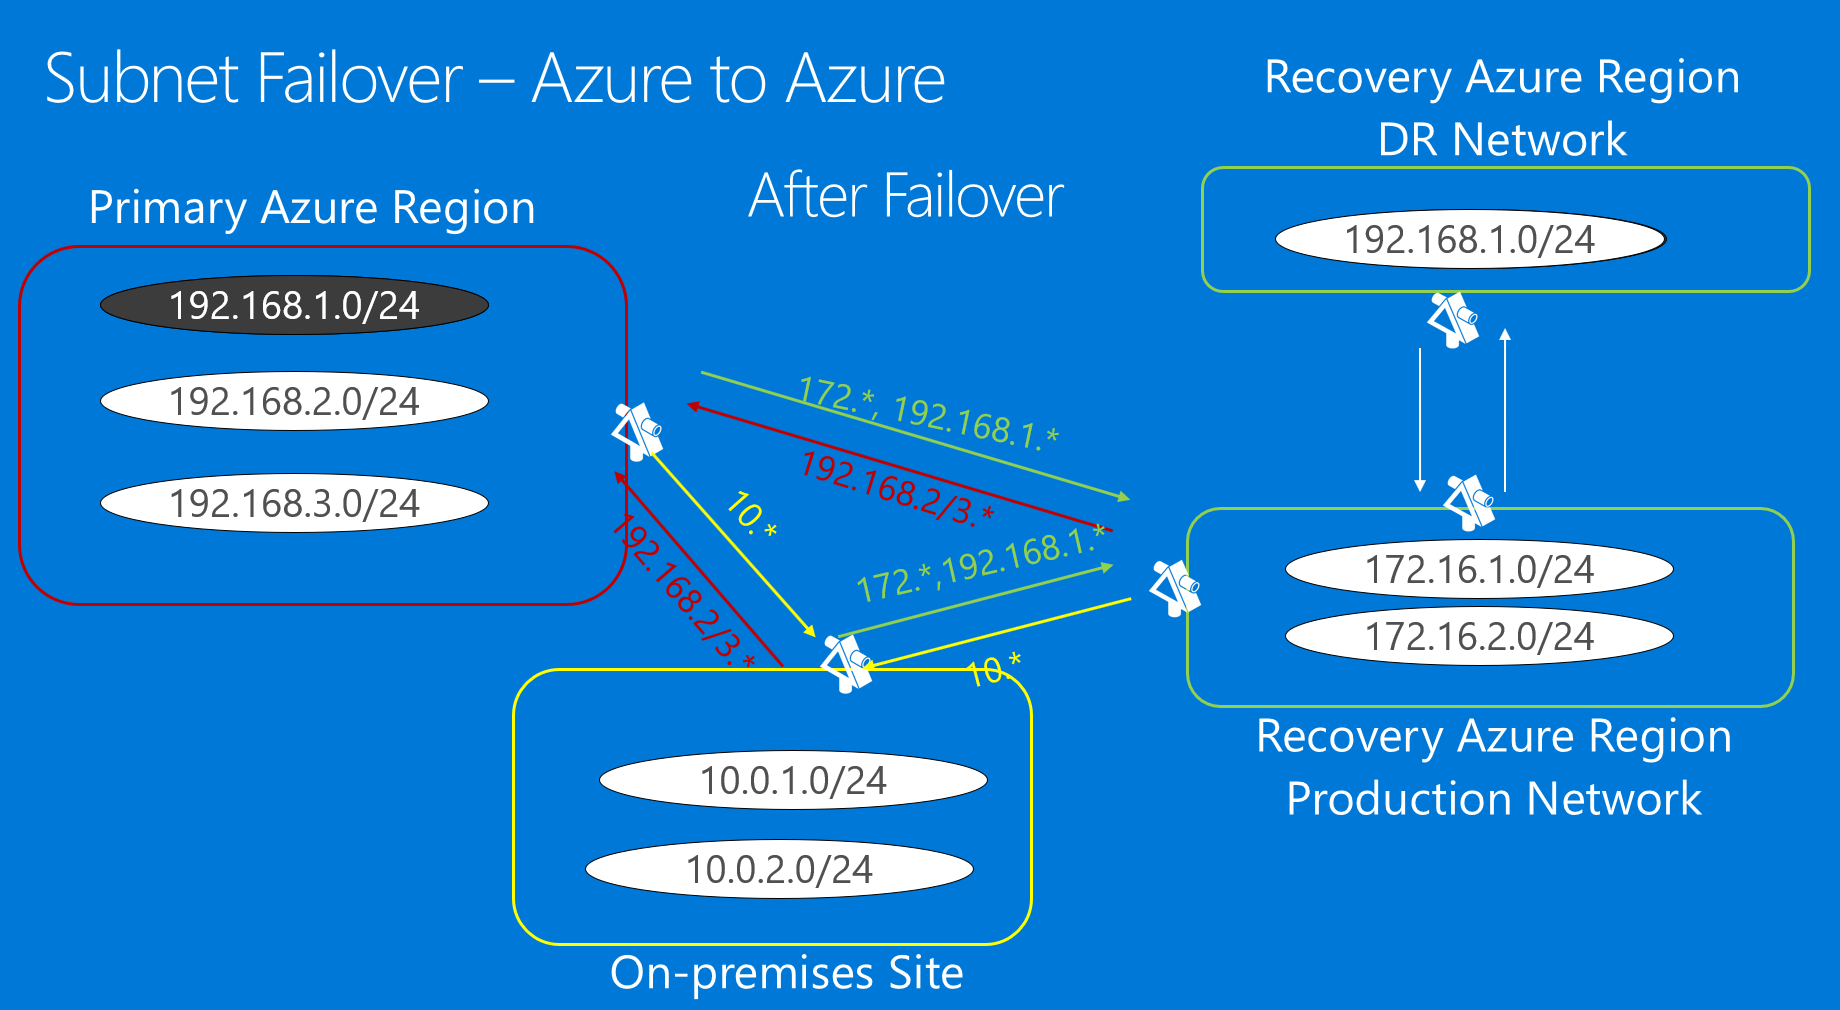 Subnet Failover – Azure to Azure
Recovery Azure Region
DR Network
After Failover
Primary Azure Region
192.168.1.0/24
192.168.1.0/24
192.168.2.0/24
192.168.3.0/24
172.*, 192.168.1.*
192.168.2/3.*
10.*
192.168.2/3.*
172.*,192.168.1.*
10.*
172.16.1.0/24
172.16.2.0/24
Recovery Azure Region
Production Network
10.0.1.0/24
10.0.2.0/24
On-premises Site